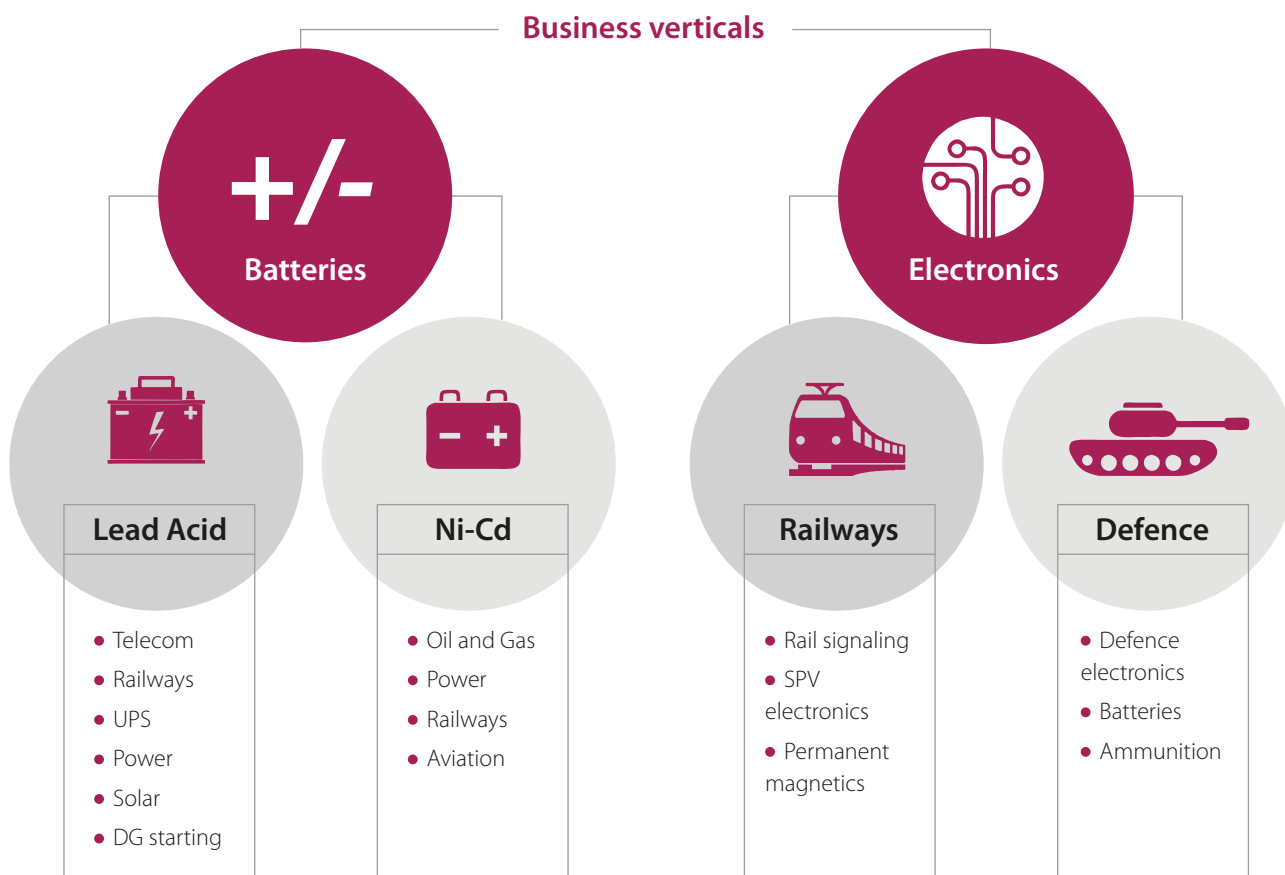 Business verticals
+/-
Batteries
Electronics
Lead Acid
• Telecom
• Railways
• UPS
• Power
• Solar
• DG starting
Ni-Cd
• Oil and Gas
• Power
• Railways
• Aviation
Railways
• Rail signaling
• SPV
electronics
• Permanent
magnetics
Defence
• Defence
electronics
• Batteries
• Ammunition